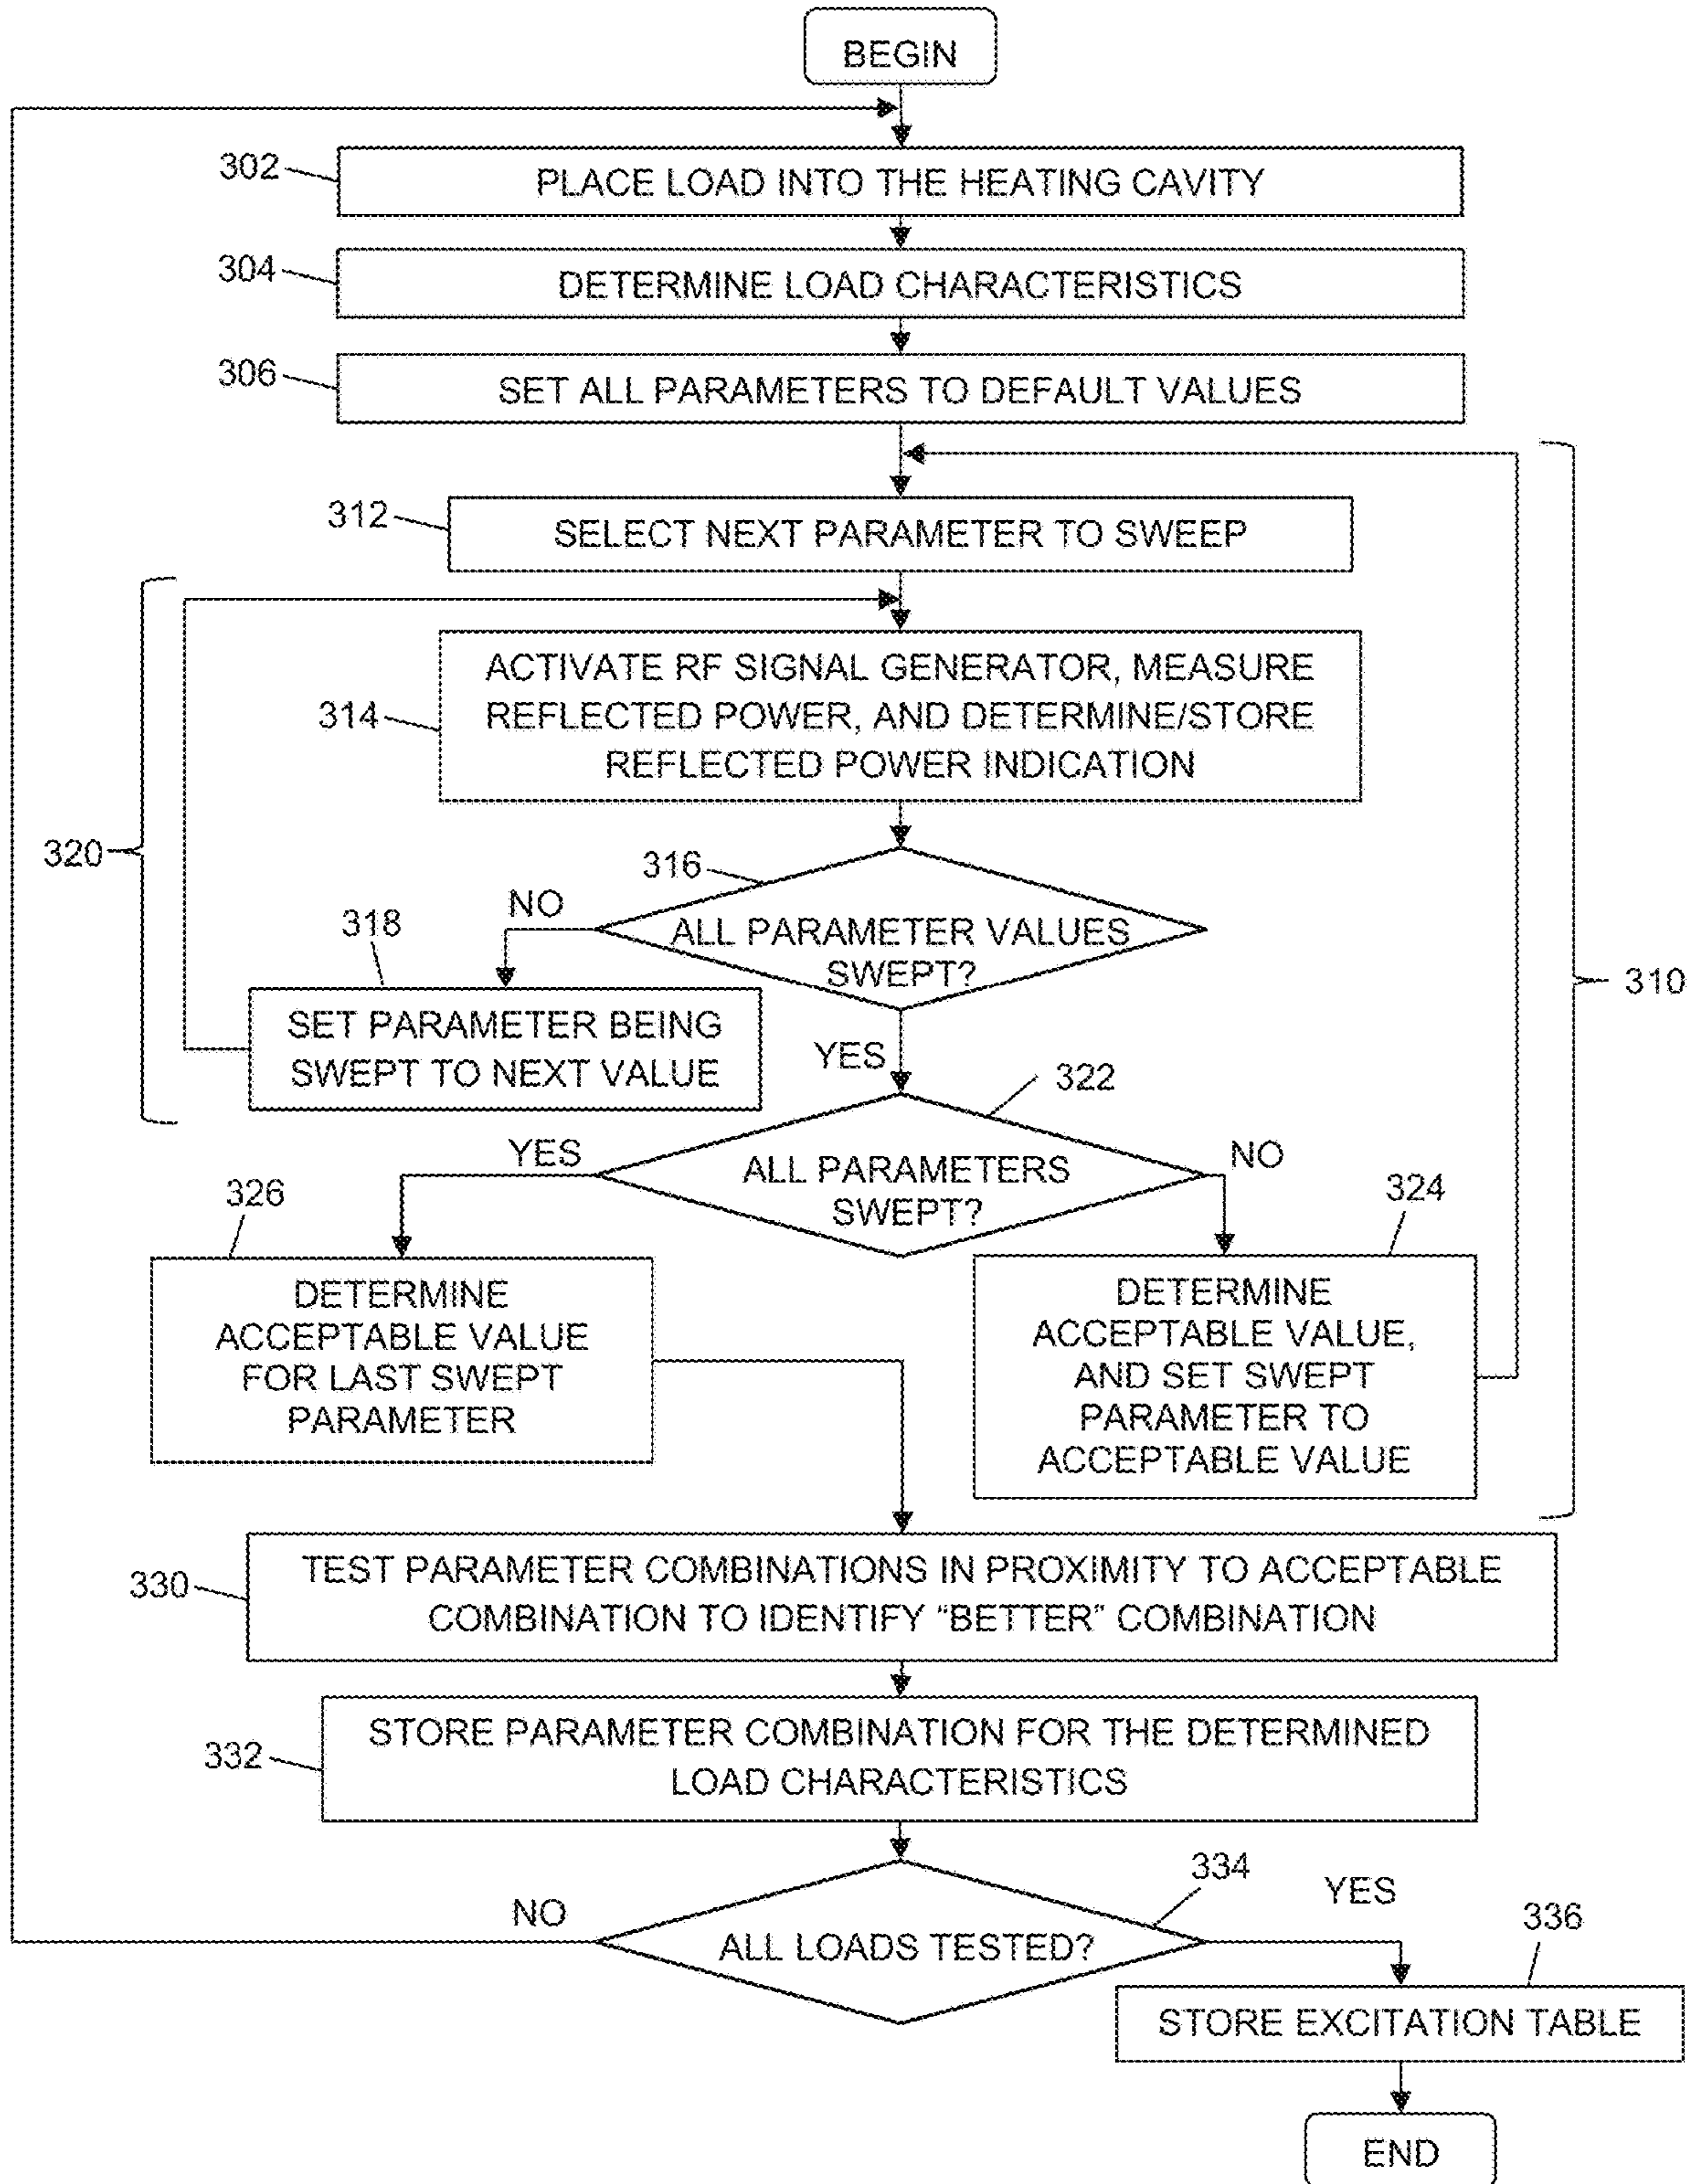 BEGIN
302
PLACE LOAD INTO THE HEATING CAVITY
304
DETERMINE LOAD CHARACTERISTICS
306
SET ALL PARAMETERS TO DEFAULT VALUES
312
SELECT NEXT PARAMETER TO SWEEP
314
ACTIVATE RF SIGNAL GENERATOR, MEASURE
REFLECTED POWER, AND DETERMINE/STORE
REFLECTED POWER INDICATION
320
316
NO
ALL PARAMETER VALUES
SWEPT?
310
318
SET PARAMETER BEING
SWEPT TO NEXT VALUE
YES
322
YES
ALL PARAMETERS
SWEPT?
NO
326
DETERMINE
ACCEPTABLE VALUE
FOR LAST SWEPT
PARAMETER
324
DETERMINE
ACCEPTABLE VALUE,
AND SET SWEPT
PARAMETER TO
ACCEPTABLE VALUE
330
TEST PARAMETER COMBINATIONS IN PROXIMITY TO ACCEPTABLE
COMBINATION TO IDENTIFY “BETTER” COMBINATION
332
STORE PARAMETER COMBINATION FOR THE DETERMINED
LOAD CHARACTERISTICS
334
NO
ALL LOADS TESTED?
YES
336
STORE EXCITATION TABLE
END